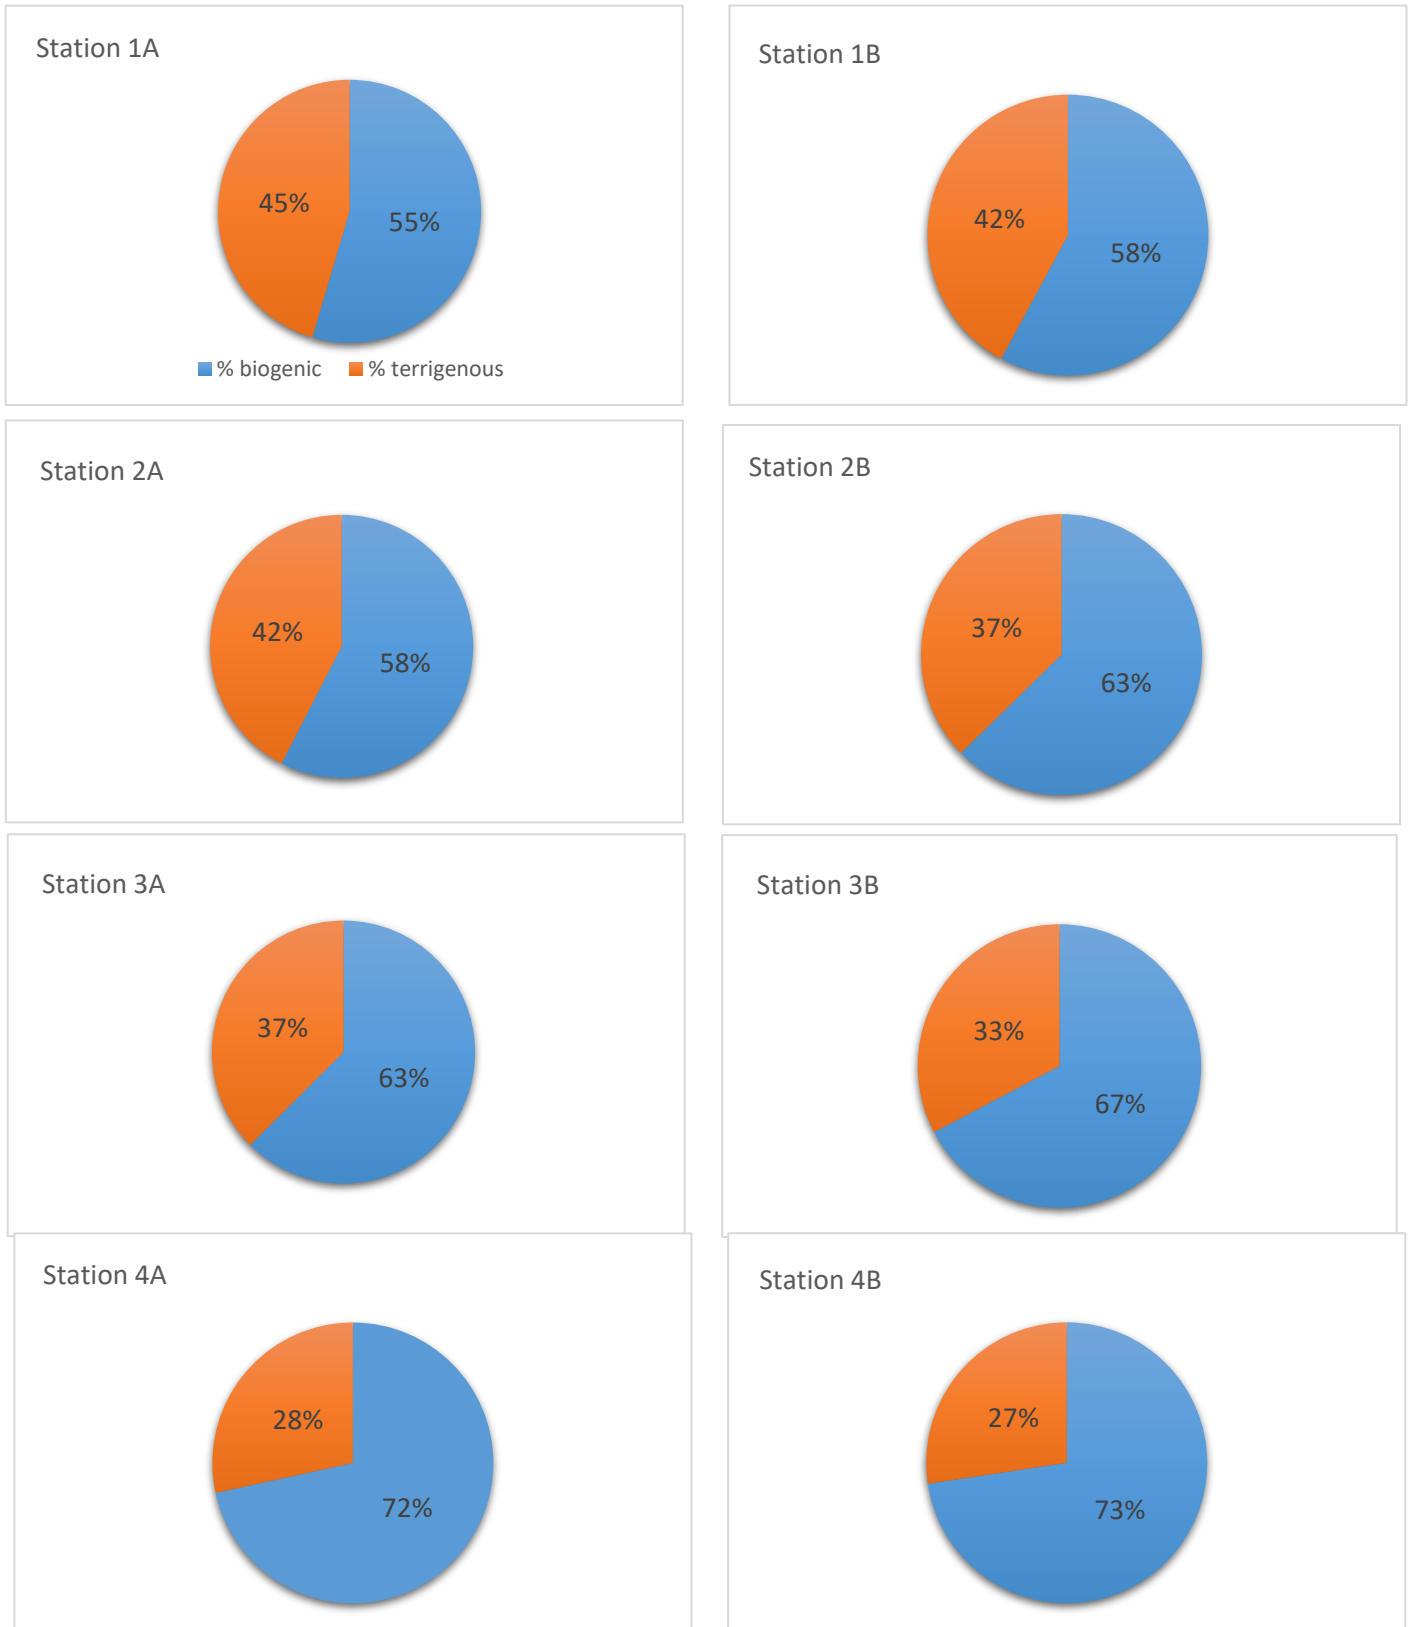 Station 1A
45%
55%
% biogenic % terrigenous
Station 1B
42%
58%
Station 2A
42%
58%
Station 2B
37%
63%
Station 3A
37%
63%
Station 3B
33%
67%
Station 4A
28%
72%
Station 4B
27%
73%